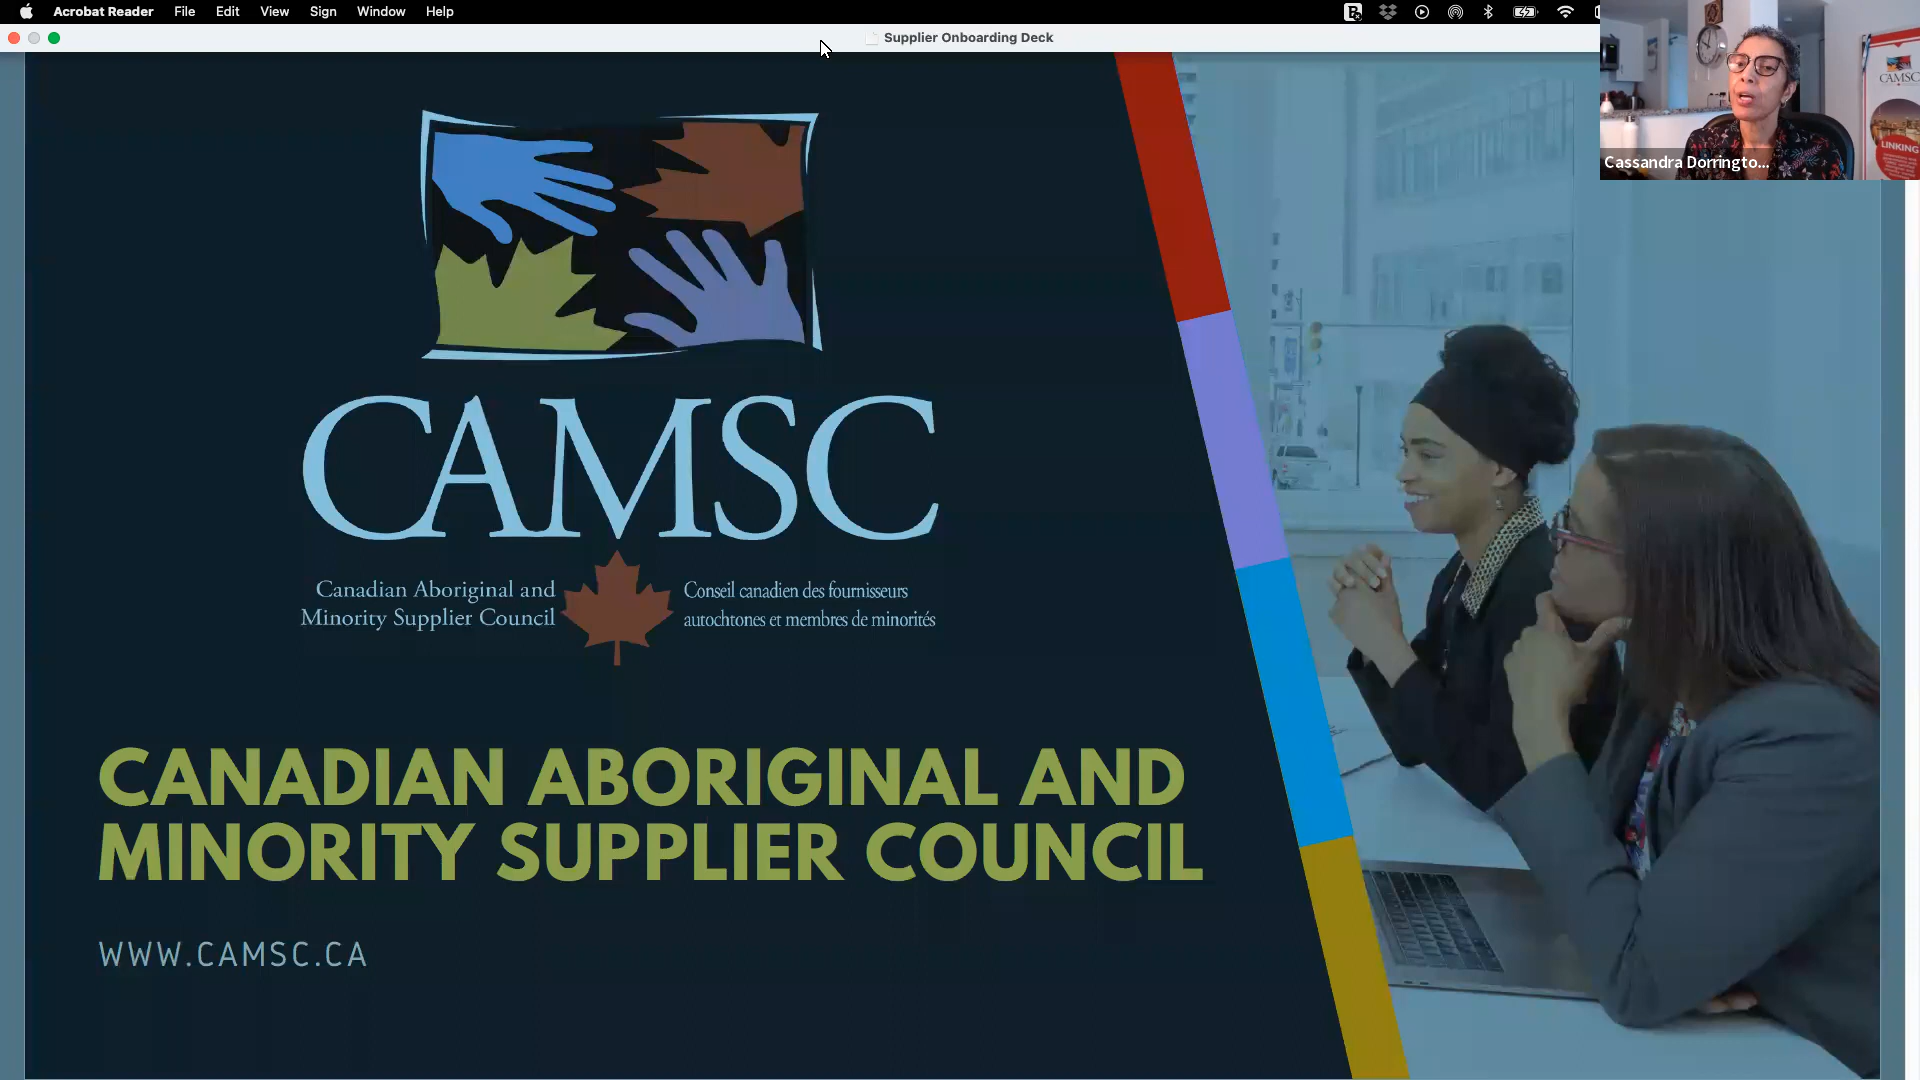 Acrobat Reader File Edit View Sign Window Help
Supplier Onboarding Deck
CAMSC
LINKING
Cassandra Dorringto...
CAMSC
Canadian Aboriginal and
Minority Supplier Council
Conseil canadien des fournisseurs
autochtones et membres de minorités
CANADIAN ABORIGINAL AND
MINORITY SUPPLIER COUNCIL
WWW.CAMSC.CA